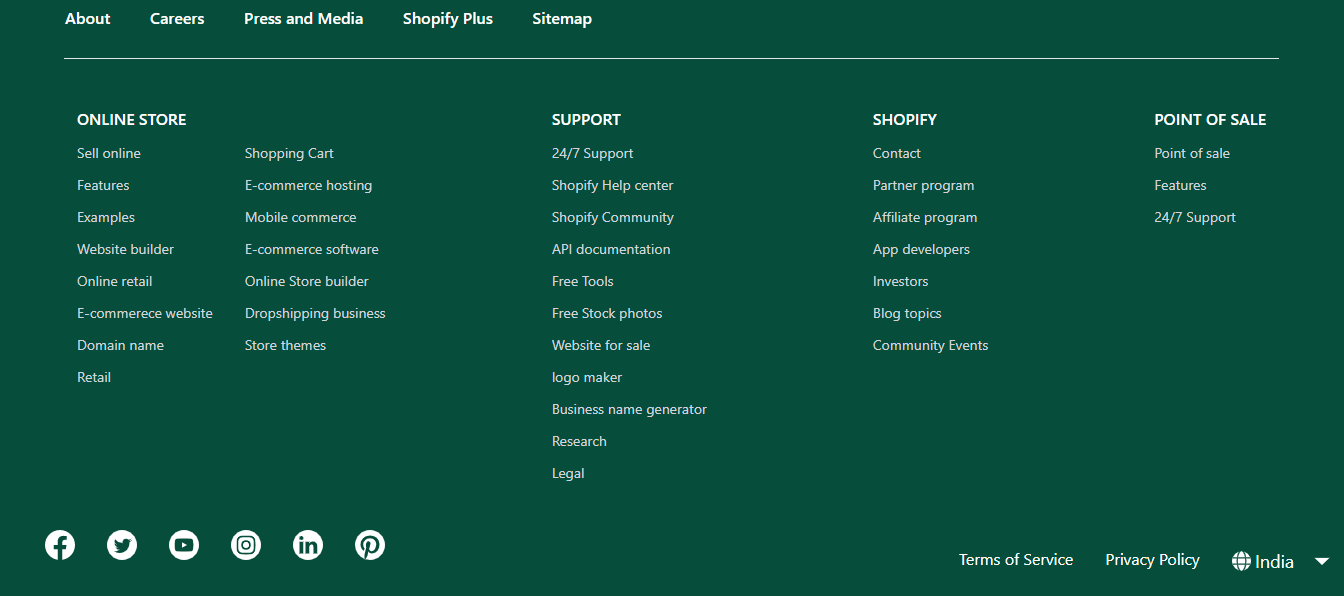 About Careers Press and Media Shopify Plus Sitemap
ONLINE STORE
Sell online
Features
Examples
Website builder
Online retail
E-commerece website
Domain name
Retail
Shopping Cart
E-commerce hosting
Mobile commerce
E-commerce software
Online Store builder
Dropshipping business
Store themes
SUPPORT
24/7 Support
Shopify Help center
Shopify Community
API documentation
Free Tools
Free Stock photos
Website for sale
logo maker
Business name generator
Research
Legal
SHOPIFY
Contact
Partner program
Affiliate program
App developers
Investors
Blog topics
Community Events
POINT OF SALE
Point of sale
Features
24/7 Support
Terms of Service Privacy Policy India